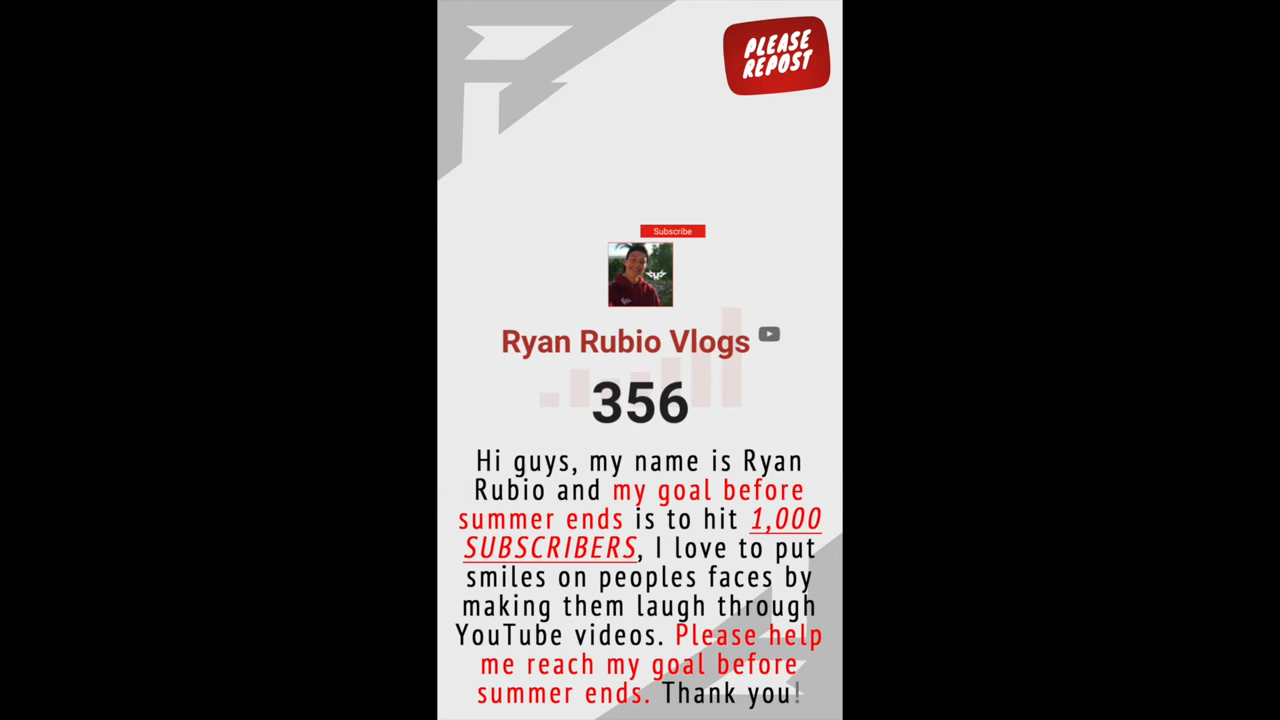 PLEASE
REPOST
Subscribe
Ryan Rubio Vlogs
356
Hi guys, my name is Ryan
Rubio and my goal before
summer ends is to hit 1,000
SUBSCRIBERS, I love to put
smiles on peoples faces by
making them laugh through
YouTube videos. Please help
me reach my goal before
summer ends. Thank you!